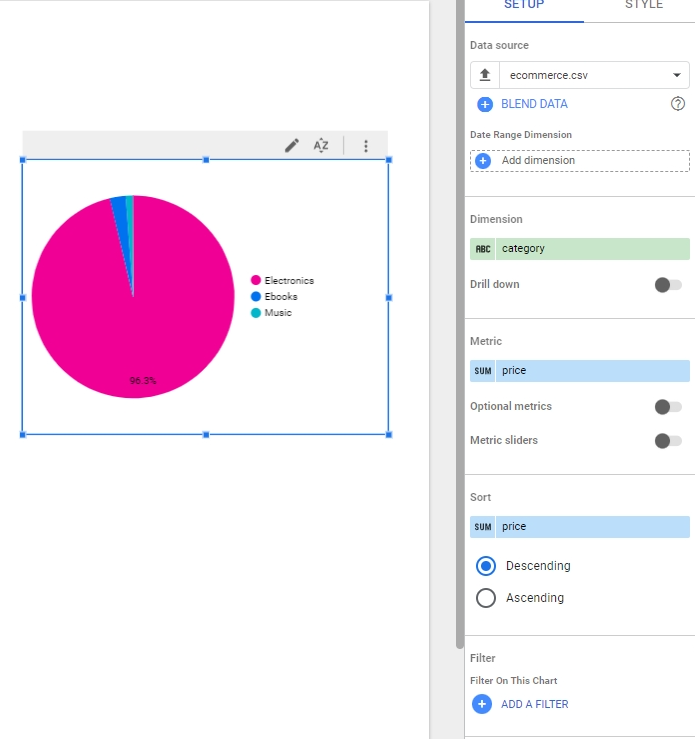 SETUP
STYLE
Data source
ecommerce.csv
BLEND DATA
Date Range Dimension
Add dimension
AZ
Electronics
Ebooks
Music
96.3%
Dimension
ABC category
Drill down
Metric
SUM price
Optional metrics
Metric sliders
Sort
SUM price
Descending
Ascending
Filter
Filter On This Chart
ADD A FILTER